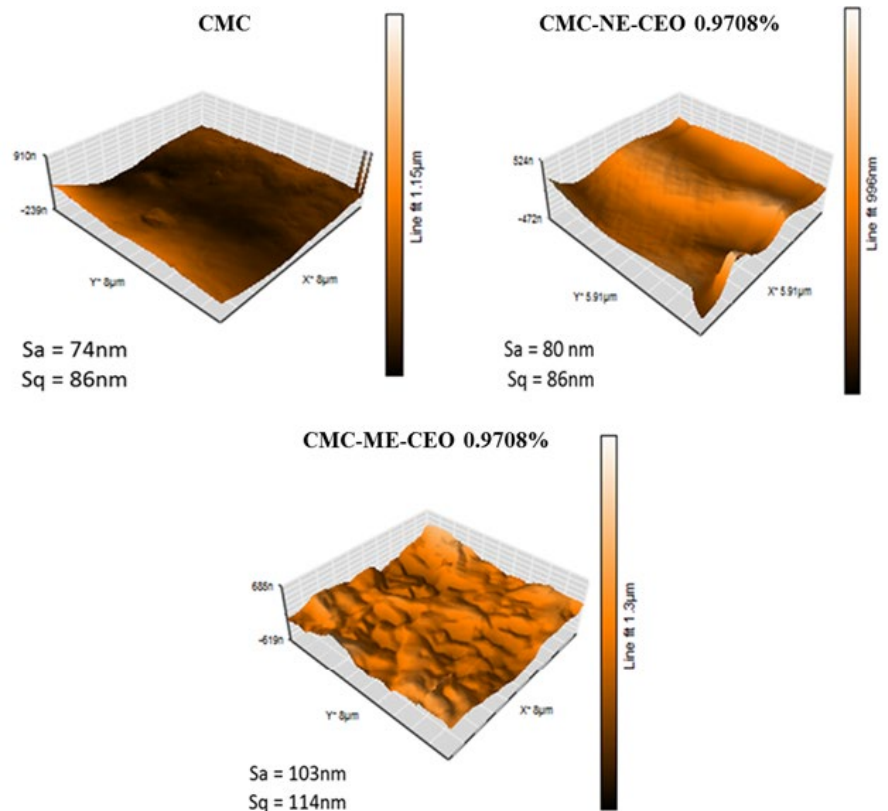 CMC
910n
-239n
Y* 8µm
X* 8µm
Line fit 1.15µm
Sa = 74nm
Sq = 86nm
CMC-NE-CEO 0.9708%
524n
-472n
Y* 5.91µm
X* 5.91µm
Line fit 996nm
Sa = 80 nm
Sq = 86nm
CMC-ME-CEO 0.9708%
-619n
Y* 8µm
X* 8µm
Line fit 1.3µm
Sa = 103nm
Sq = 114nm